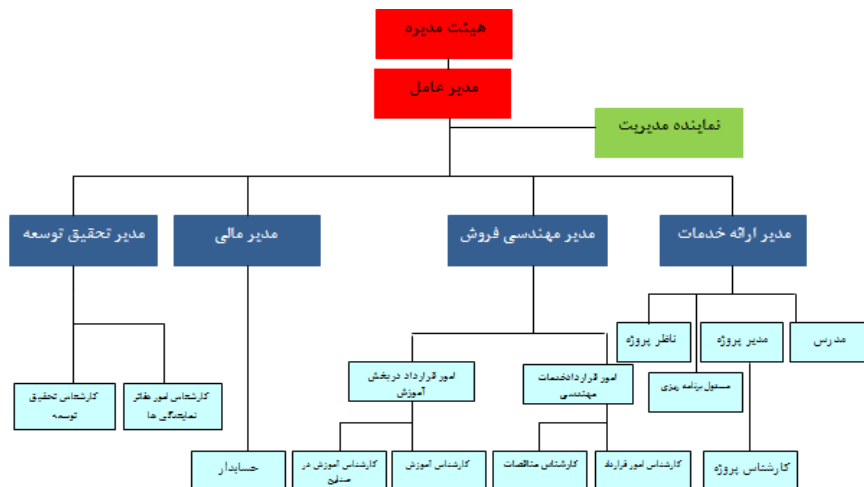 هیئت مدیره
مدیر عامل
نماینده مدیریت
مدیر ارائه خدمات
مدیر مهندسی فروش
مدیر مالی
مدیر تحقیق توسعه
مدرس
مدیر پروژه
ناظر پروژه
مسئول برنامه ریزی
کارشناس پروژه
امور قراردادخدمات
مهندسی
امور قرارداد دربخش
آموزش
کارشناس امور قرارداد
کارشناس مناقصات
کارشناس آموزش
کارشناس آموزش در
صنایع
حسابدار
کارشناس امور دفاتر
نمایندگی ها
کارشناس تحقیق
توسعه